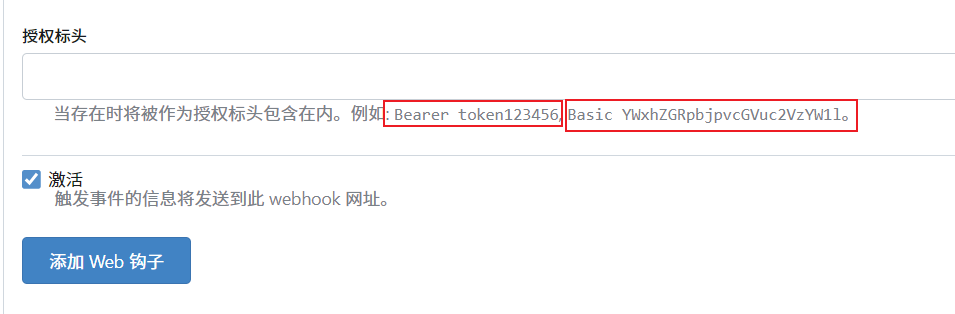 授权标头
当存在时将被作为授权标头包含在内。例如: Bearer token123456, Basic YWxhZGRpbjpvcGVuc2VzYW1l。
激活
触发事件的信息将发送到此 webhook 网址。
添加 Web 钩子